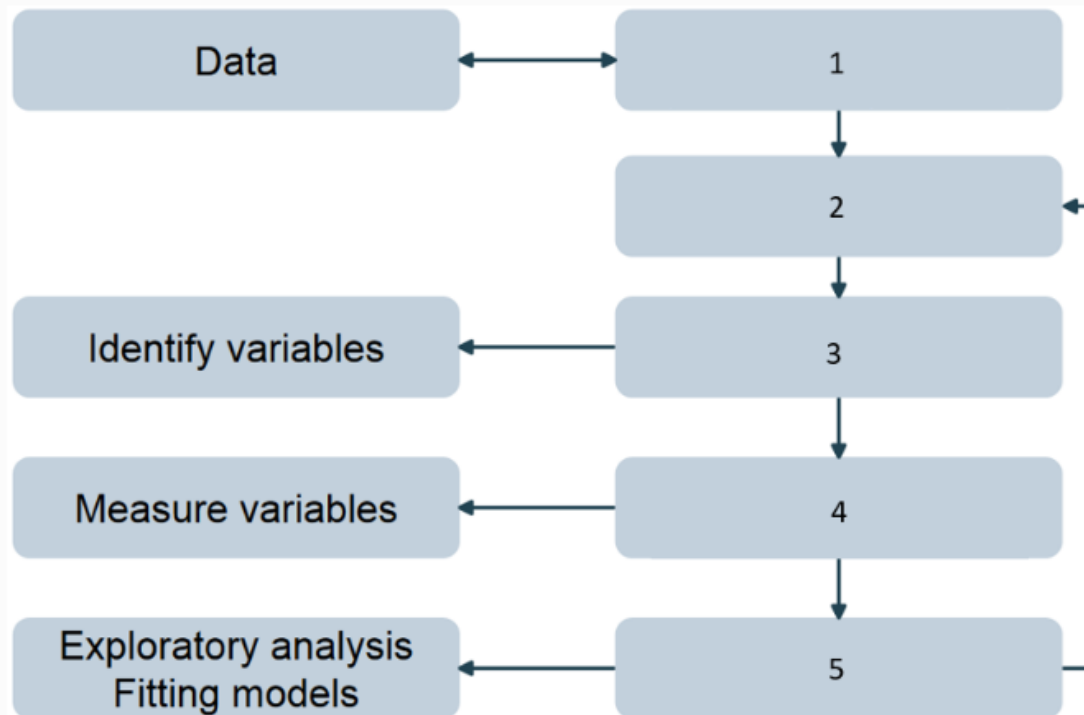 Data
1
2
Identify variables
3
Measure variables
4
Exploratory analysis
Fitting models
5